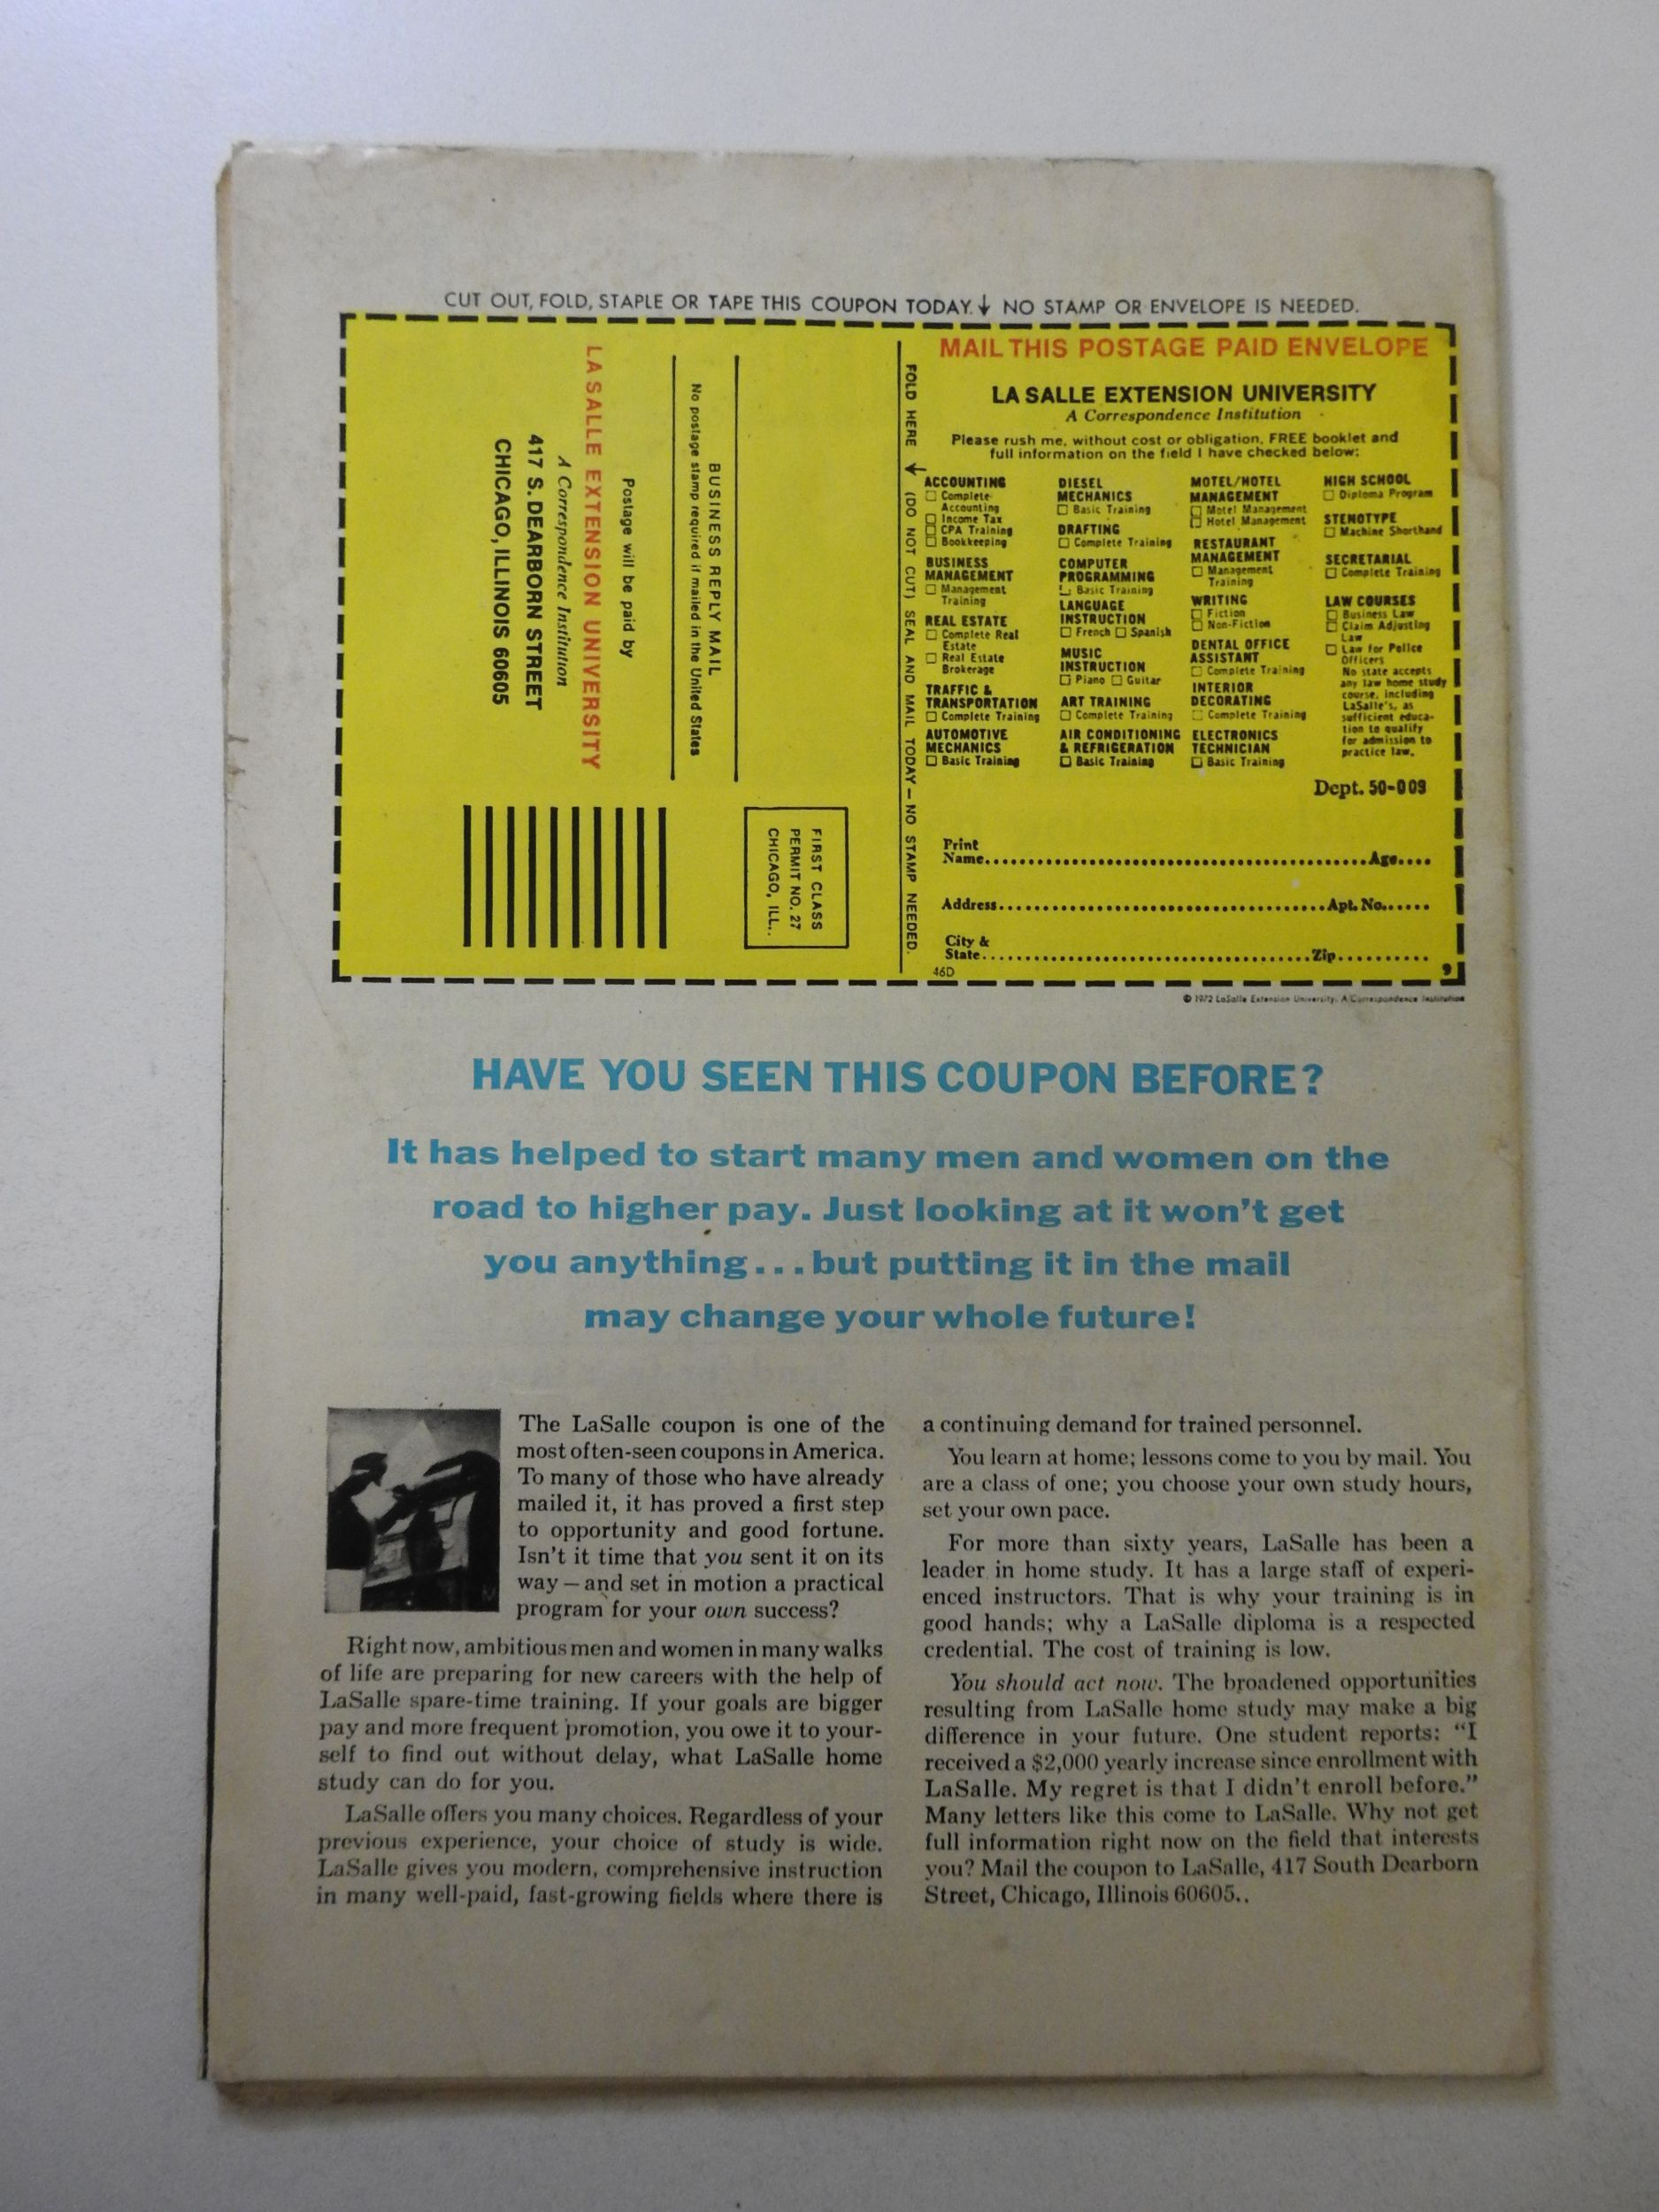 CUT OUT, FOLD, STAPLE OR TAPE THIS COUPON TODAY. ↓ NO STAMP OR ENVELOPE IS NEEDED.
BUSINESS REPLY MAIL
No postage stamp required if mailed in the United States
Postage will be paid by
LA SALLE EXTENSION UNIVERSITY
A Correspondence Institution
417 S. DEARBORN STREET
CHICAGO, ILLINOIS 60605
FIRST CLASS
PERMIT NO. 27
CHICAGO, ILL..
FOLD HERE ↓ (DO NOT CUT) SEAL AND MAIL TODAY — NO STAMP NEEDED.
MAIL THIS POSTAGE PAID ENVELOPE
LA SALLE EXTENSION UNIVERSITY
A Correspondence Institution
Please rush me, without cost or obligation, FREE booklet and
full information on the field I have checked below:
ACCOUNTING
☐ Complete
Accounting
☐ Income Tax
☐ CPA Training
☐ Bookkeeping
BUSINESS
MANAGEMENT
☐ Management
Training
REAL ESTATE
☐ Complete Real
Estate
☐ Real Estate
Brokerage
TRAFFIC &
TRANSPORTATION
☐ Complete Training
AUTOMOTIVE
MECHANICS
☐ Basic Training
DIESEL
MECHANICS
☐ Basic Training
DRAFTING
☐ Complete Training
COMPUTER
PROGRAMMING
☐ Basic Training
LANGUAGE
INSTRUCTION
☐ French ☐ Spanish
MUSIC
INSTRUCTION
☐ Piano ☐ Guitar
ART TRAINING
☐ Complete Training
AIR CONDITIONING
& REFRIGERATION
☐ Basic Training
MOTEL/HOTEL
MANAGEMENT
☐ Motel Management
☐ Hotel Management
RESTAURANT
MANAGEMENT
☐ Management
Training
WRITING
☐ Fiction
☐ Non-Fiction
DENTAL OFFICE
ASSISTANT
☐ Complete Training
INTERIOR
DECORATING
☐ Complete Training
ELECTRONICS
TECHNICIAN
☐ Basic Training
HIGH SCHOOL
☐ Diploma Program
STENOTYPE
☐ Machine Shorthand
SECRETARIAL
☐ Complete Training
LAW COURSES
☐ Business Law
☐ Claim Adjusting
Law
☐ Law for Police
Officers
No state accepts
any law home study
course, including
LaSalle's, as
sufficient educa-
tion to qualify
for admission to
practice law.
Dept. 50-009
Print
Name........Age....
Address........Apt. No......
City &
State........Zip..........
46D
9
© 1972 LaSalle Extension University. A Correspondence Institution
HAVE YOU SEEN THIS COUPON BEFORE?
It has helped to start many men and women on the
road to higher pay. Just looking at it won't get
you anything...but putting it in the mail
may change your whole future!
The LaSalle coupon is one of the
most often-seen coupons in America.
To many of those who have already
mailed it, it has proved a first step
to opportunity and good fortune.
Isn't it time that you sent it on its
way — and set in motion a practical
program for your own success?
Right now, ambitious men and women in many walks
of life are preparing for new careers with the help of
LaSalle spare-time training. If your goals are bigger
pay and more frequent promotion, you owe it to your-
self to find out without delay, what LaSalle home
study can do for you.
LaSalle offers you many choices. Regardless of your
previous experience, your choice of study is wide.
LaSalle gives you modern, comprehensive instruction
in many well-paid, fast-growing fields where there is
a continuing demand for trained personnel.
You learn at home; lessons come to you by mail. You
are a class of one; you choose your own study hours,
set your own pace.
For more than sixty years, LaSalle has been a
leader in home study. It has a large staff of experi-
enced instructors. That is why your training is in
good hands; why a LaSalle diploma is a respected
credential. The cost of training is low.
You should act now. The broadened opportunities
resulting from LaSalle home study may make a big
difference in your future. One student reports: "I
received a $2,000 yearly increase since enrollment with
LaSalle. My regret is that I didn't enroll before."
Many letters like this come to LaSalle. Why not get
full information right now on the field that interests
you? Mail the coupon to LaSalle, 417 South Dearborn
Street, Chicago, Illinois 60605..